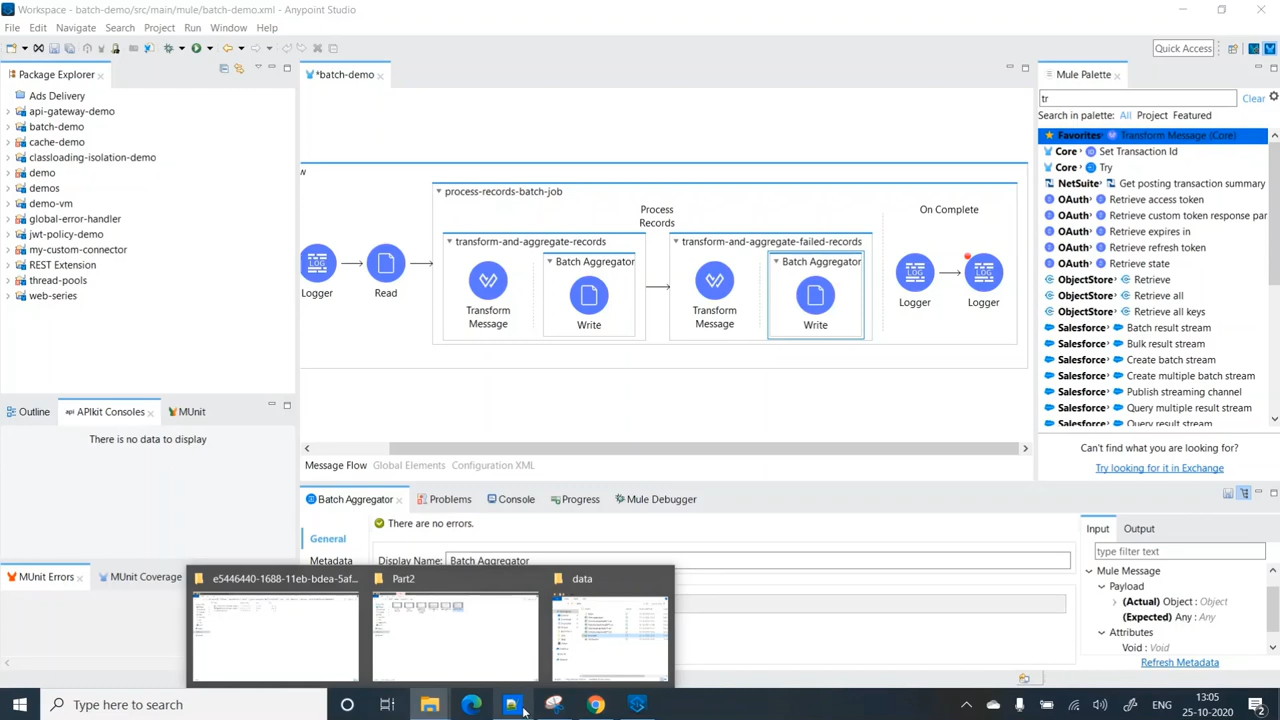 Workspace - batch-demo/src/main/mule/batch-demo.xml - Anypoint Studio
File Edit Navigate Search Project Run Window Help
Quick Access
Package Explorer
*batch-demo
Mule Palette
Ads Delivery
api-gateway-demo
batch-demo
cache-demo
classloading-isolation-demo
demo
demos
demo-vm
global-error-handler
jwt-policy-demo
my-custom-connector
REST Extension
thread-pools
web-series
process-records-batch-job
Process
Records
On Complete
transform-and-aggregate-records
transform-and-aggregate-failed-records
Batch Aggregator
Batch Aggregator
LOG
LOG
LOG
Logger
Read
Transform
Message
Write
Transform
Message
Write
Logger
Logger
tr
Clear
Search in palette: All Project Featured
Favorites Transform Message (Core)
Core Set Transaction Id
Core Try
NetSuite Get posting transaction summary
OAuth Retrieve access token
OAuth Retrieve custom token response par
OAuth Retrieve expires in
OAuth Retrieve refresh token
OAuth Retrieve state
ObjectStore Retrieve
ObjectStore Retrieve all
ObjectStore Retrieve all keys
Salesforce Batch result stream
Salesforce Bulk result stream
Salesforce Create batch stream
Salesforce Create multiple batch stream
Salesforce Publish streaming channel
Salesforce Query multiple result stream
Salesforce Query result stream
Can't find what you are looking for?
Try looking for it in Exchange
Outline APIkit Consoles MUnit
There is no data to display
Message Flow Global Elements Configuration XML
Batch Aggregator Problems Console Progress Mule Debugger
There are no errors.
General
Metadata
Display Name: Batch Aggregator
Input Output
type filter text
Mule Message
Payload
(Actual) Object : Object
(Expected) Any : Any
Attributes
Void : Void
Refresh Metadata
MUnit Errors MUnit Coverage
e5446440-1688-11eb-bdea-5af...
Part2
data
Type here to search
13:05
25-10-2020
2